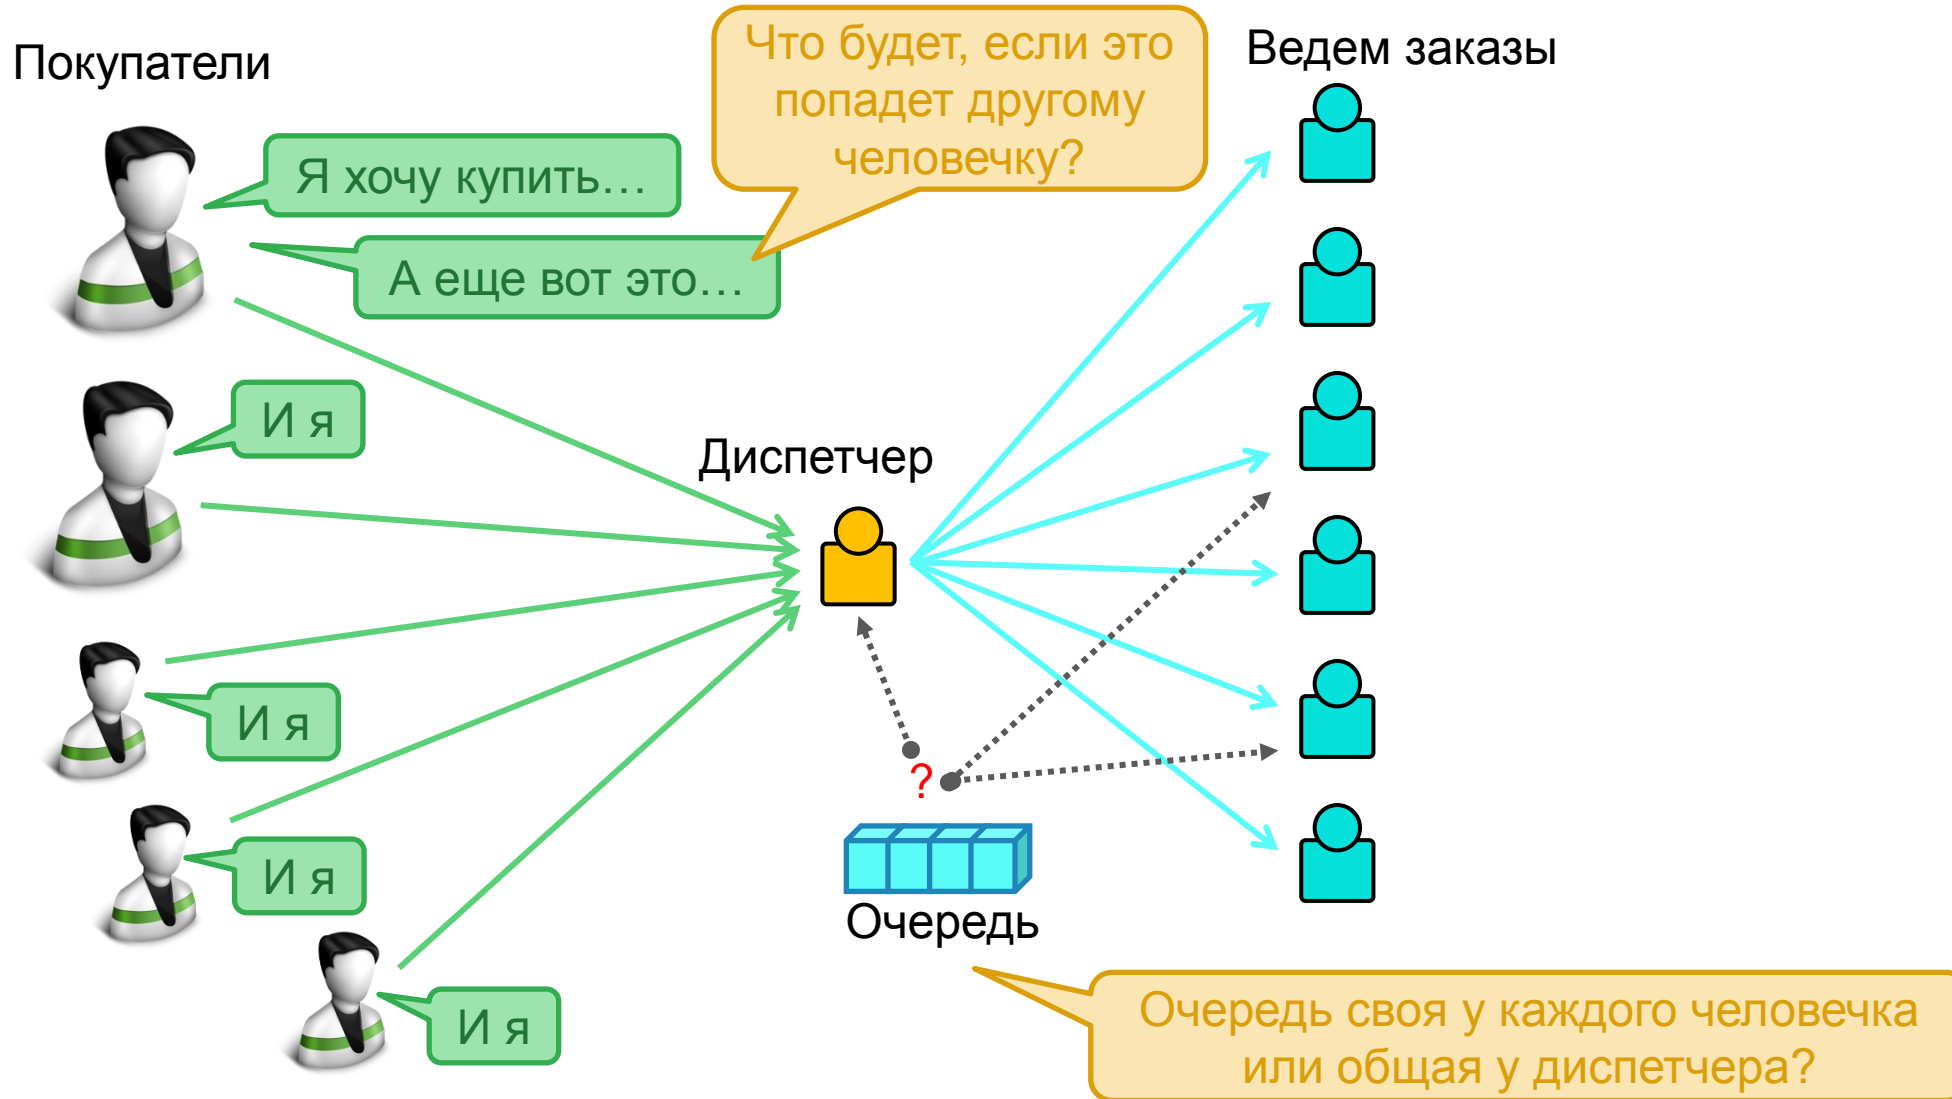 Покупатели
Что будет, если это
попадет другому
человечку?
Ведем заказы
Я хочу купить…
А еще вот это…
И я
Диспетчер
И я
?
И я
Очередь
И я
Очередь своя у каждого человечка
или общая у диспетчера?